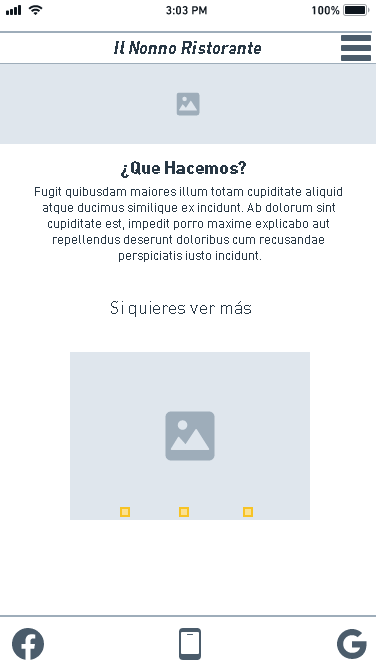 3:03 PM
100%
Il Nonno Ristorante
¿Que Hacemos?
Fugit quibusdam maiores illum totam cupiditate aliquid
atque ducimus similique ex incidunt. Ab dolorum sint
cupiditate est, impedit porro maxime explicabo aut
repellendus deserunt doloribus cum recusandae
perspiciatis iusto incidunt.
Si quieres ver más